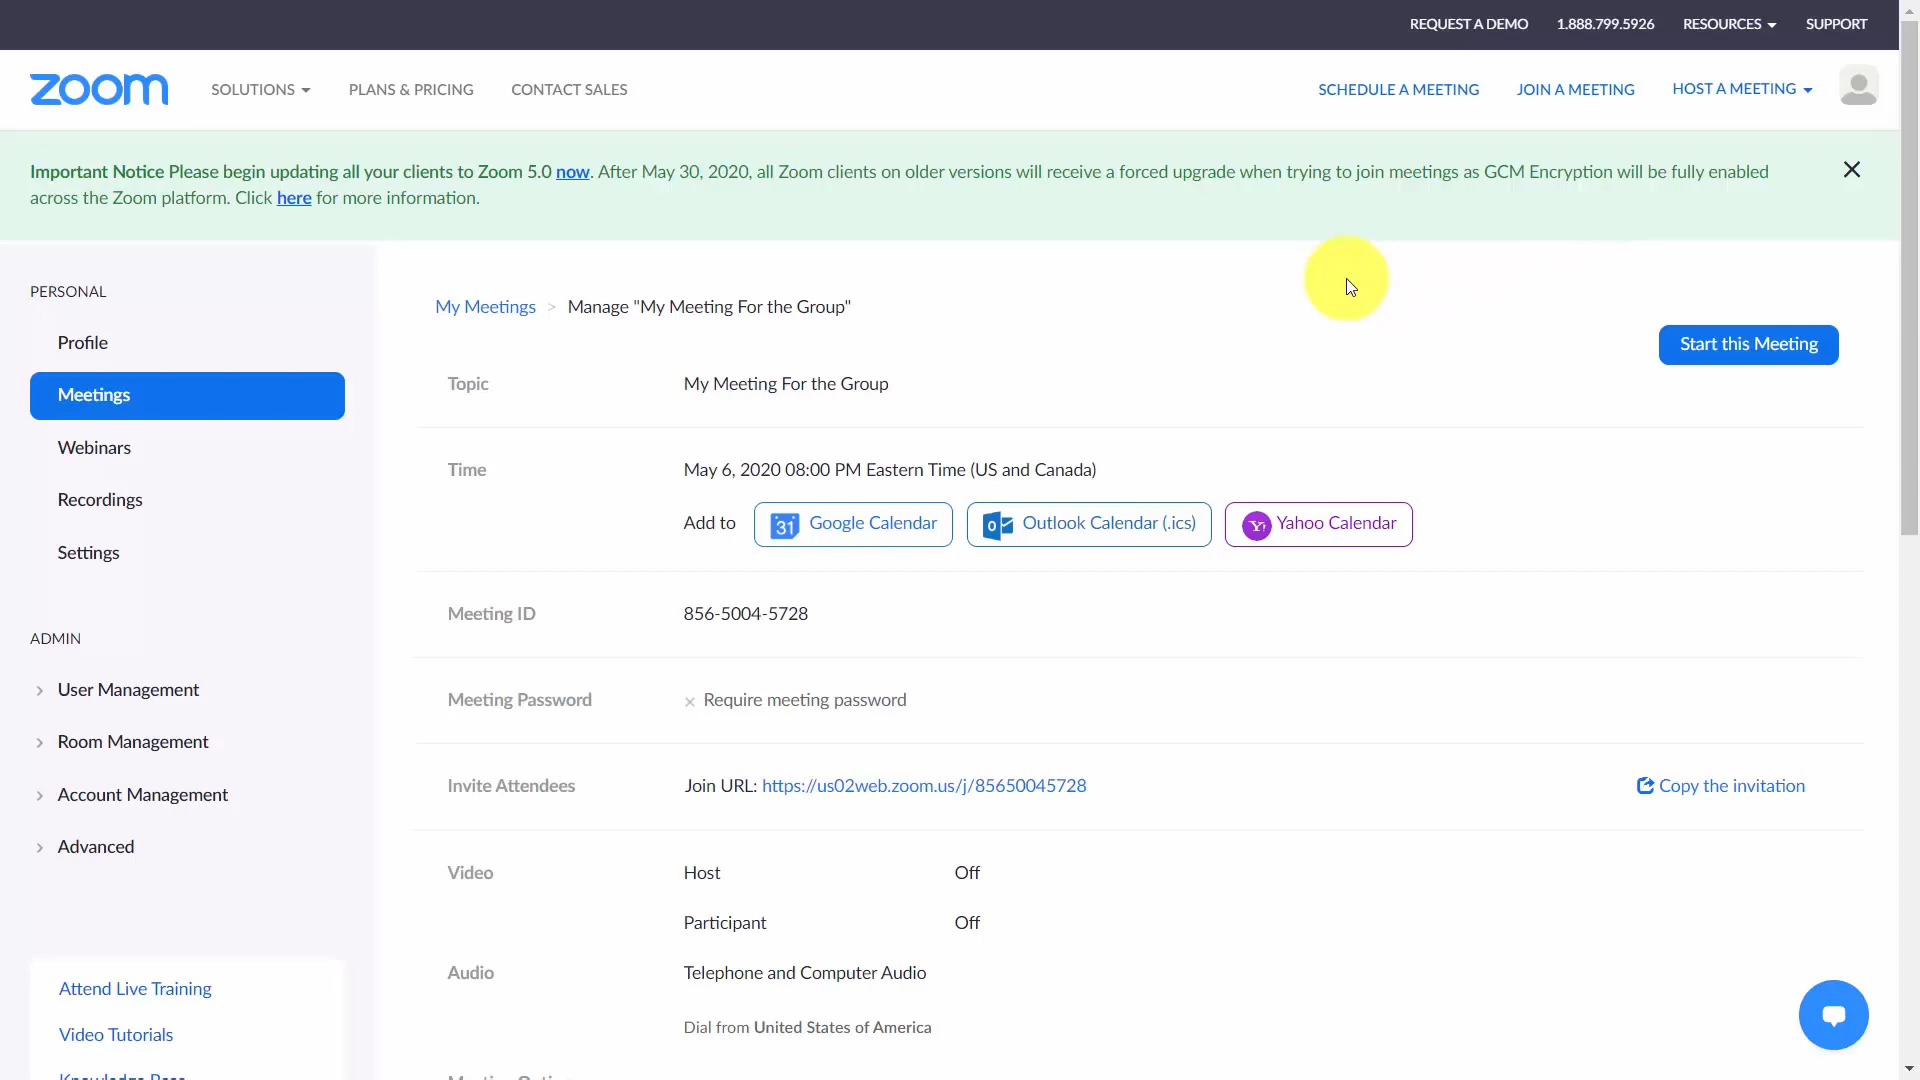 REQUEST A DEMO 1.888.799.5926 RESOURCES SUPPORT
zoom SOLUTIONS PLANS & PRICING CONTACT SALES SCHEDULE A MEETING JOIN A MEETING HOST A MEETING
Important Notice Please begin updating all your clients to Zoom 5.0 now. After May 30, 2020, all Zoom clients on older versions will receive a forced upgrade when trying to join meetings as GCM Encryption will be fully enabled
across the Zoom platform. Click here for more information.
PERSONAL
Profile
Meetings
Webinars
Recordings
Settings
ADMIN
User Management
Room Management
Account Management
Advanced
Attend Live Training
Video Tutorials
Knowledge Base
My Meetings > Manage "My Meeting For the Group"
Start this Meeting
Topic My Meeting For the Group
Time May 6, 2020 08:00 PM Eastern Time (US and Canada)
Add to 31 Google Calendar Outlook Calendar (.ics) Yahoo Calendar
Meeting ID 856-5004-5728
Meeting Password × Require meeting password
Invite Attendees Join URL: https://us02web.zoom.us/j/85650045728 Copy the invitation
Video Host Off
Participant Off
Audio Telephone and Computer Audio
Dial from United States of America